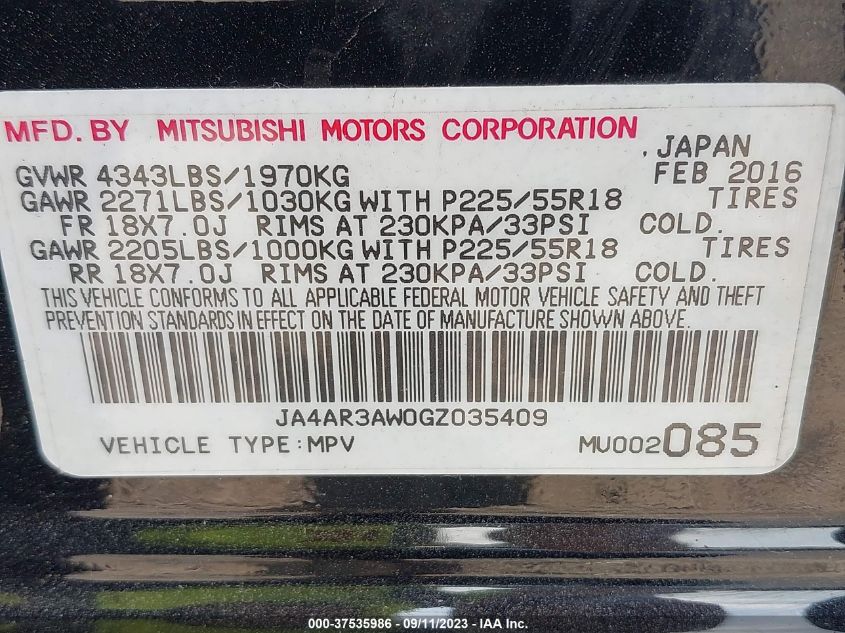 MFD. BY MITSUBISHI MOTORS CORPORATION
, JAPAN
GVWR 4343LBS/1970KG FEB 2016
GAWR 2271LBS/1030KG WITH P225/55R18 TIRES
FR 18X7.0J RIMS AT 230KPA/33PSI COLD.
GAWR 2205LBS/1000KG WITH P225/55R18 TIRES
RR 18X7.0J RIMS AT 230KPA/33PSI COLD.
THIS VEHICLE CONFORMS TO ALL APPLICABLE FEDERAL MOTOR VEHICLE SAFETY AND THEFT
PREVENTION STANDARDS IN EFFECT ON THE DATE OF MANUFACTURE SHOWN ABOVE.
JA4AR3AW0GZ035409
VEHICLE TYPE:MPV MU002085
000-37535986 - 09/11/2023 - IAA Inc.